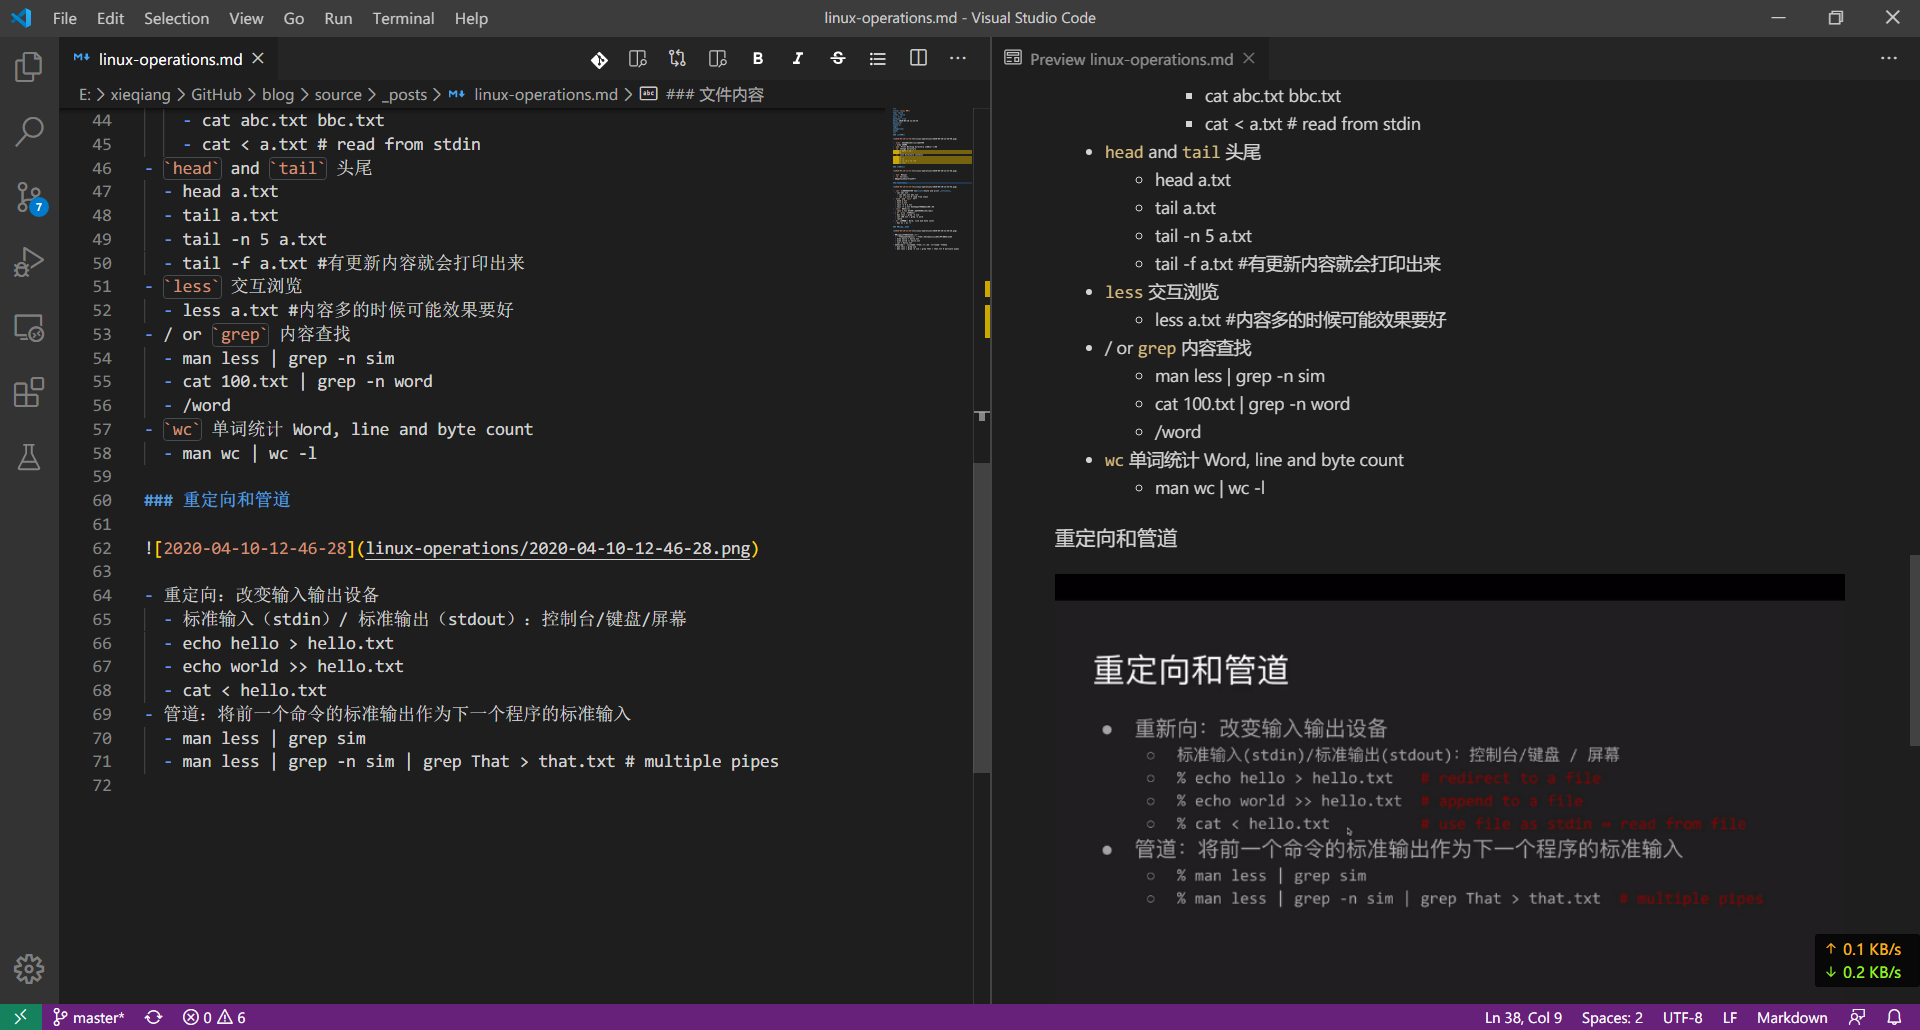 File Edit Selection View Go Run Terminal Help
linux-operations.md - Visual Studio Code
linux-operations.md
Preview linux-operations.md
E: > xieqiang > GitHub > blog > source > _posts > linux-operations.md > ### 文件内容
44 - cat abc.txt bbc.txt
45 - cat < a.txt # read from stdin
46 - `head` and `tail` 头尾
47 - head a.txt
48 - tail a.txt
49 - tail -n 5 a.txt
50 - tail -f a.txt #有更新内容就会打印出来
51 - `less` 交互浏览
52 - less a.txt #内容多的时候可能效果要好
53 - / or `grep` 内容查找
54 - man less | grep -n sim
55 - cat 100.txt | grep -n word
56 - /word
57 - `wc` 单词统计 Word, line and byte count
58 - man wc | wc -l
59
60 ### 重定向和管道
61
62 ![2020-04-10-12-46-28](linux-operations/2020-04-10-12-46-28.png)
63
64 - 重定向：改变输入输出设备
65 - 标准输入（stdin）/ 标准输出（stdout）：控制台/键盘/屏幕
66 - echo hello > hello.txt
67 - echo world >> hello.txt
68 - cat < hello.txt
69 - 管道：将前一个命令的标准输出作为下一个程序的标准输入
70 - man less | grep sim
71 - man less | grep -n sim | grep That > that.txt # multiple pipes
72
cat abc.txt bbc.txt
cat < a.txt # read from stdin
head and tail 头尾
head a.txt
tail a.txt
tail -n 5 a.txt
tail -f a.txt #有更新内容就会打印出来
less 交互浏览
less a.txt #内容多的时候可能效果要好
/ or grep 内容查找
man less | grep -n sim
cat 100.txt | grep -n word
/word
wc 单词统计 Word, line and byte count
man wc | wc -l
重定向和管道
重定向和管道
重新向：改变输入输出设备
标准输入(stdin)/标准输出(stdout)：控制台/键盘 / 屏幕
% echo hello > hello.txt # redirect to a file
% echo world >> hello.txt # append to a file
% cat < hello.txt # use file as stdin = read from file
管道：将前一个命令的标准输出作为下一个程序的标准输入
% man less | grep sim
% man less | grep -n sim | grep That > that.txt # multiple pipes
↑ 0.1 KB/s
↓ 0.2 KB/s
7
master* 0 6
Ln 38, Col 9 Spaces: 2 UTF-8 LF Markdown